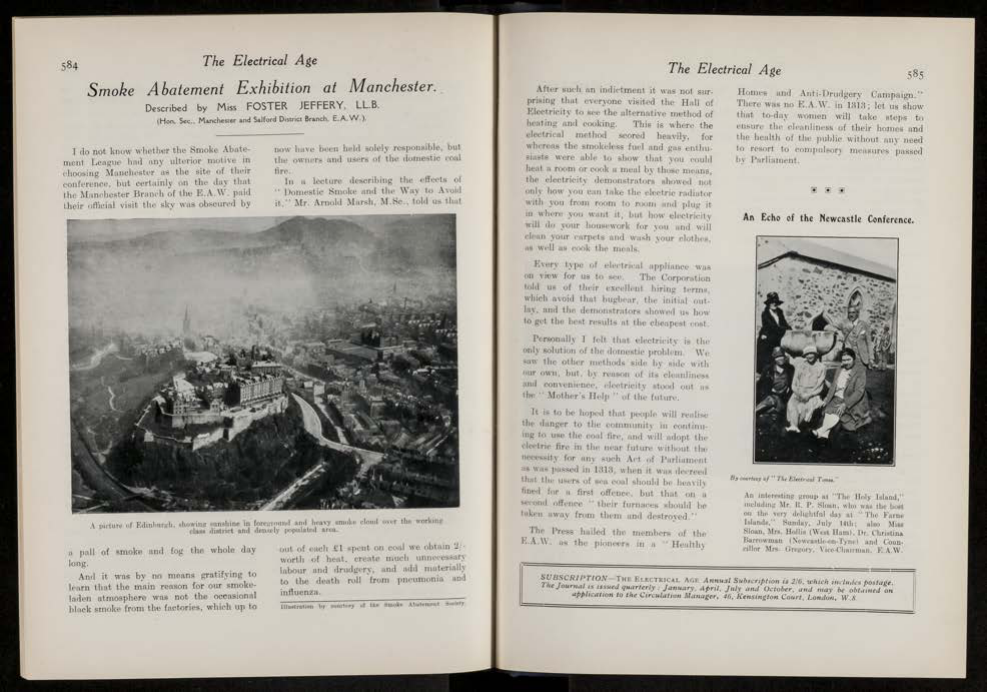 584
The Electrical Age
Smoke Abatement Exhibition at Manchester.
Described by Miss FOSTER JEFFERY, LL.B.
(Hon. Sec., Manchester and Salford District Branch, E.A.W.).
I do not know whether the Smoke Abate-
ment League had any ulterior motive in
choosing Manchester as the site of their
conference, but certainly on the day that
the Manchester Branch of the E.A.W. paid
their official visit the sky was obscured by
now have been held solely responsible, but
the owners and users of the domestic coal
fire.
In a lecture describing the effects of
" Domestic Smoke and the Way to Avoid
it," Mr. Arnold Marsh, M.Sc., told us that
A picture of Edinburgh, showing sunshine in foreground and heavy smoke cloud over the working
class district and densely populated area.
a pall of smoke and fog the whole day
long.
And it was by no means gratifying to
learn that the main reason for our smoke-
laden atmosphere was not the occasional
black smoke from the factories, which up to
out of each £1 spent on coal we obtain 2/-
worth of heat, create much unnecessary
labour and drudgery, and add materially
to the death roll from pneumonia and
influenza.
Illustration by courtesy of the Smoke Abatement Society.
The Electrical Age
585
After such an indictment it was not sur-
prising that everyone visited the Hall of
Electricity to see the alternative method of
heating and cooking. This is where the
electrical method scored heavily, for
whereas the smokeless fuel and gas enthu-
siasts were able to show that you could
heat a room or cook a meal by those means,
the electricity demonstrators showed not
only how you can take the electric radiator
with you from room to room and plug it
in where you want it, but how electricity
will do your housework for you and will
clean your carpets and wash your clothes,
as well as cook the meals.
Every type of electrical appliance was
on view for us to see. The Corporation
told us of their excellent hiring terms,
which avoid that bugbear, the initial out-
lay, and the demonstrators showed us how
to get the best results at the cheapest cost.
Personally I felt that electricity is the
only solution of the domestic problem. We
saw the other methods side by side with
our own, but, by reason of its cleanliness
and convenience, electricity stood out as
the " Mother's Help " of the future.
It is to be hoped that people will realise
the danger to the community in continu-
ing to use the coal fire, and will adopt the
electric fire in the near future without the
necessity for any such Act of Parliament
as was passed in 1313, when it was decreed
that the users of sea coal should be heavily
fined for a first offence, but that on a
second offence " their furnaces should be
taken away from them and destroyed."
The Press hailed the members of the
E.A.W. as the pioneers in a " Healthy
Homes and Anti-Drudgery Campaign."
There was no E.A.W. in 1313; let us show
that to-day women will take steps to
ensure the cleanliness of their homes and
the health of the public without any need
to resort to compulsory measures passed
by Parliament.
* * *
An Echo of the Newcastle Conference.
By courtesy of " The Electrical Times."
An interesting group at "The Holy Island,"
including Mr. R. P. Sloan, who was the host
on the very delightful day at " The Farne
Islands," Sunday, July 14th; also Miss
Sloan, Mrs. Hollis (West Ham), Dr. Christina
Barrowman (Newcastle-on-Tyne) and Coun-
cillor Mrs. Gregory, Vice-Chairman, E.A.W.
SUBSCRIPTION—THE ELECTRICAL AGE Annual Subscription is 2/6, which includes postage.
The Journal is issued quarterly : January, April, July and October, and may be obtained on
application to the Circulation Manager, 46, Kensington Court, London, W.8.